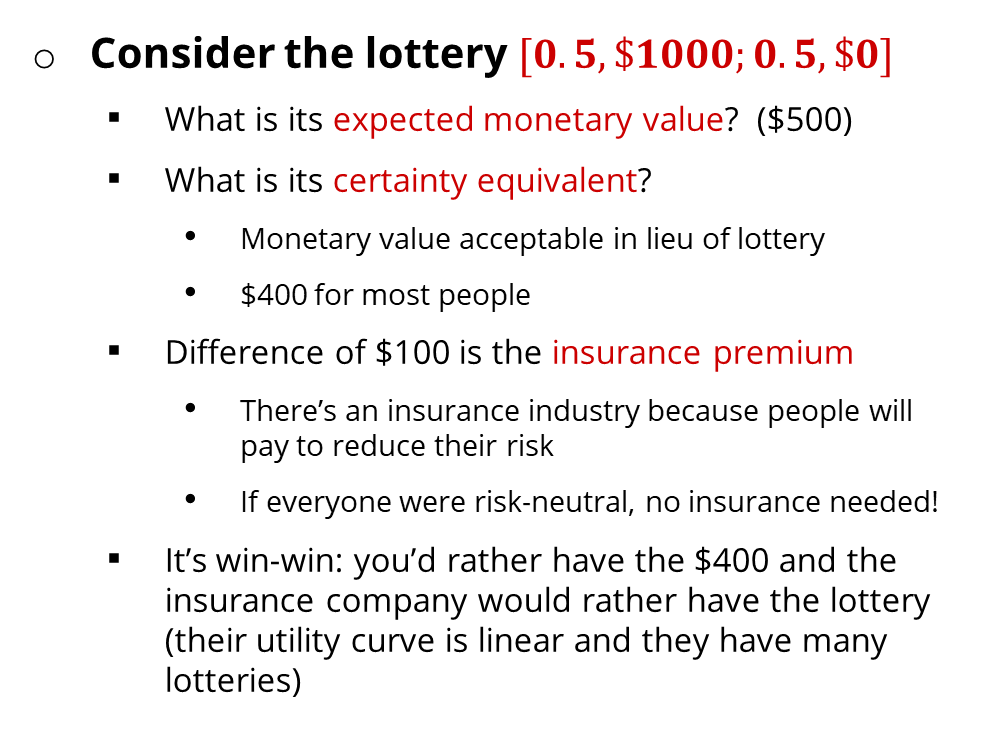 ○ Consider the lottery [0.5, $1000; 0.5, $0]
▪ What is its expected monetary value? ($500)
▪ What is its certainty equivalent?
• Monetary value acceptable in lieu of lottery
• $400 for most people
▪ Difference of $100 is the insurance premium
• There’s an insurance industry because people will
pay to reduce their risk
• If everyone were risk-neutral, no insurance needed!
▪ It’s win-win: you’d rather have the $400 and the
insurance company would rather have the lottery
(their utility curve is linear and they have many
lotteries)